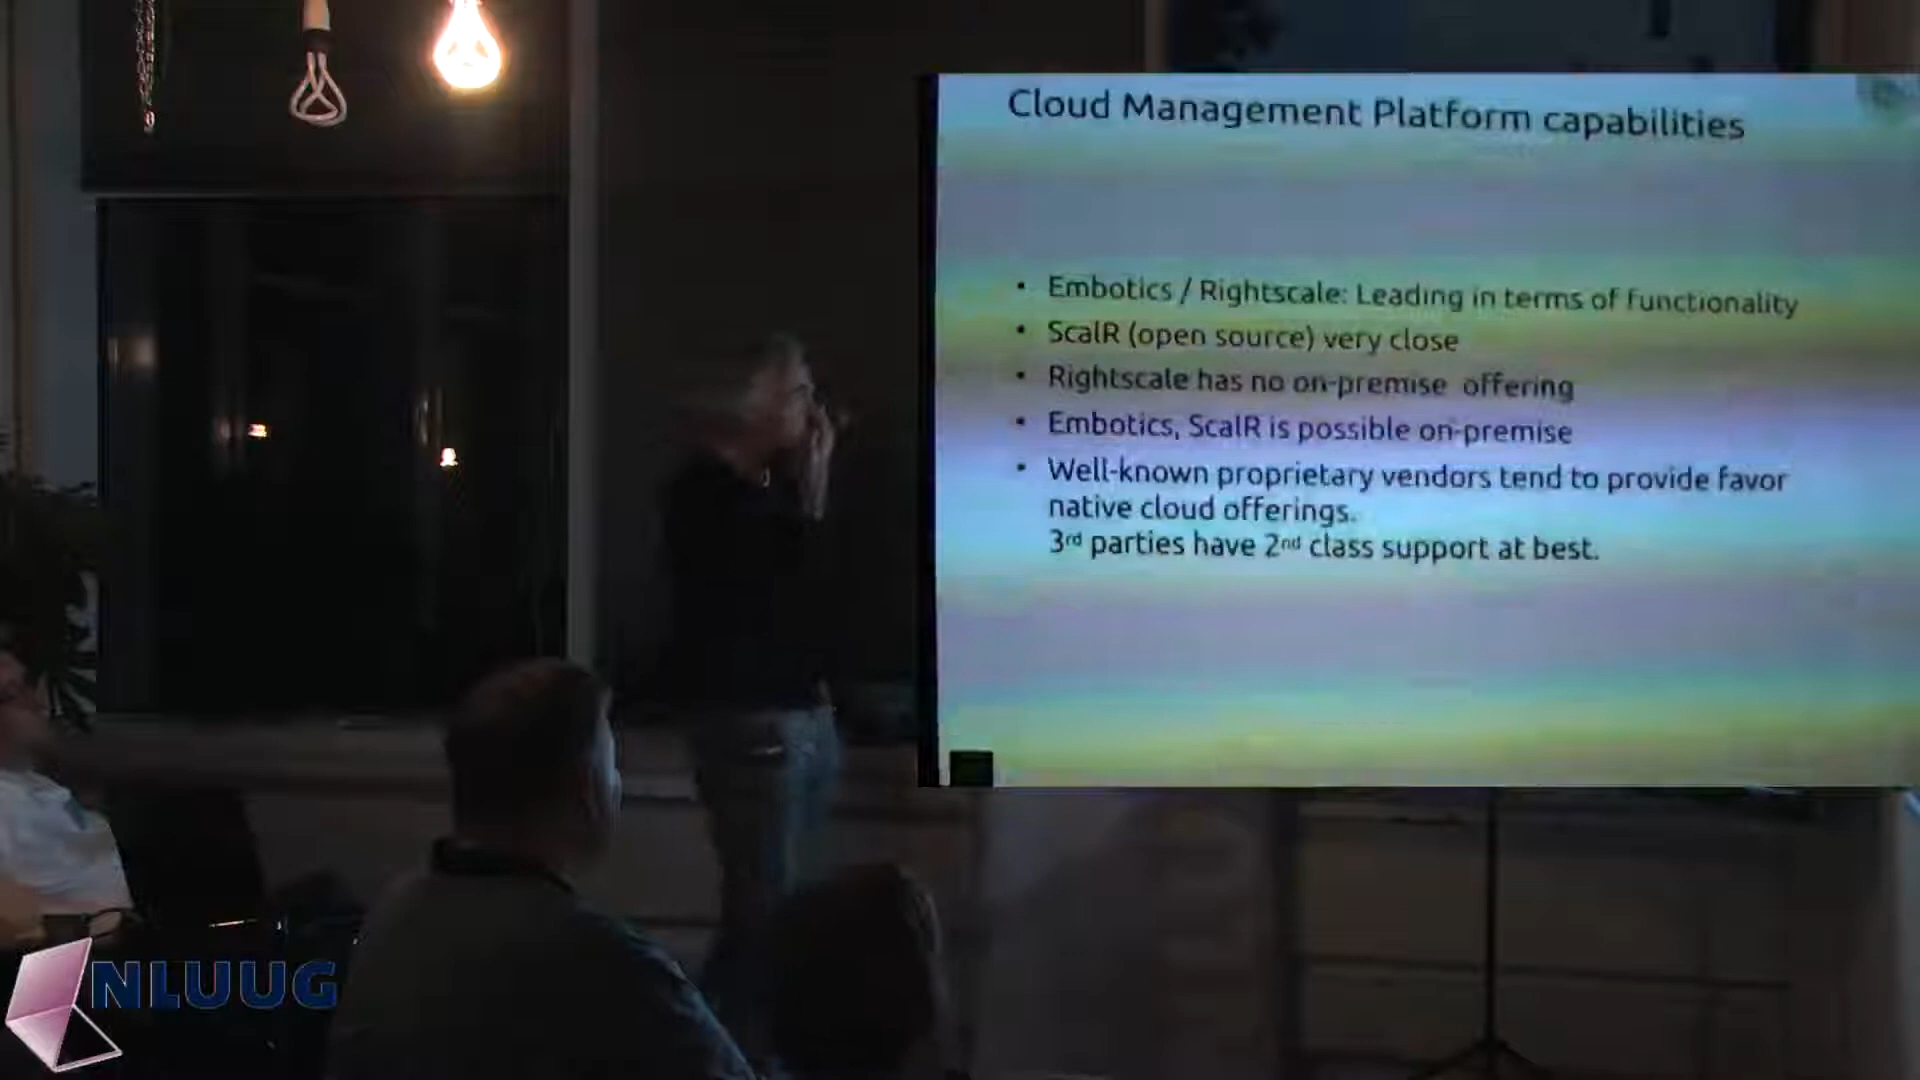 Cloud Management Platform capabilities
• Embotics / Rightscale: Leading in terms of functionality
• ScalR (open source) very close
• Rightscale has no on-premise offering
• Embotics, ScalR is possible on-premise
• Well-known proprietary vendors tend to provide favor
native cloud offerings.
3rd parties have 2nd class support at best.
NLUUG